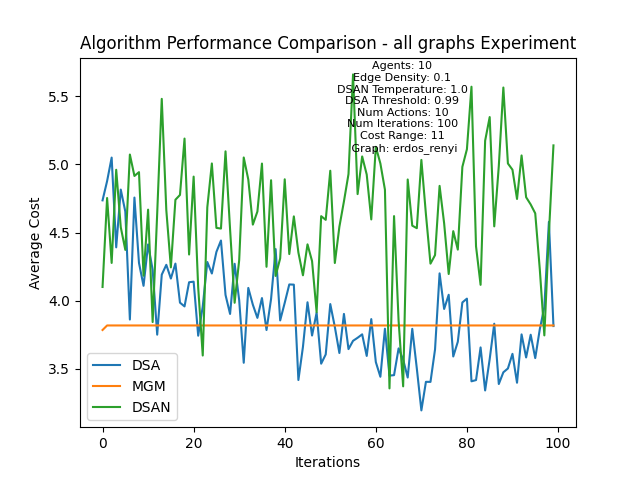 Algorithm Performance Comparison - all graphs Experiment
Agents: 10
Edge Density: 0.1
DSAN Temperature: 1.0
DSA Threshold: 0.99
Num Actions: 10
Num Iterations: 100
Cost Range: 11
Graph: erdos_renyi
Average Cost
5.5
5.0
4.5
4.0
3.5
DSA
MGM
DSAN
0
20
40
60
80
100
Iterations